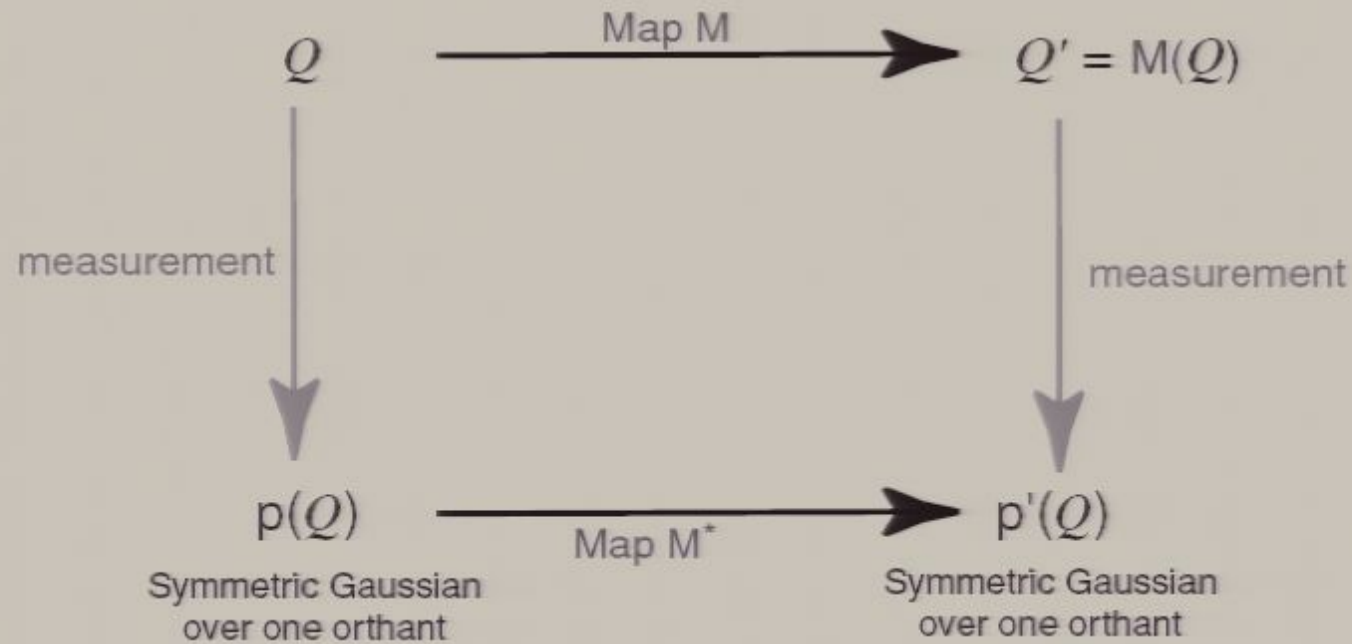 Map M
Q
Q' = M(Q)
measurement
measurement
p(Q)
p'(Q)
Map M*
Symmetric Gaussian
over one orthant
Symmetric Gaussian
over one orthant